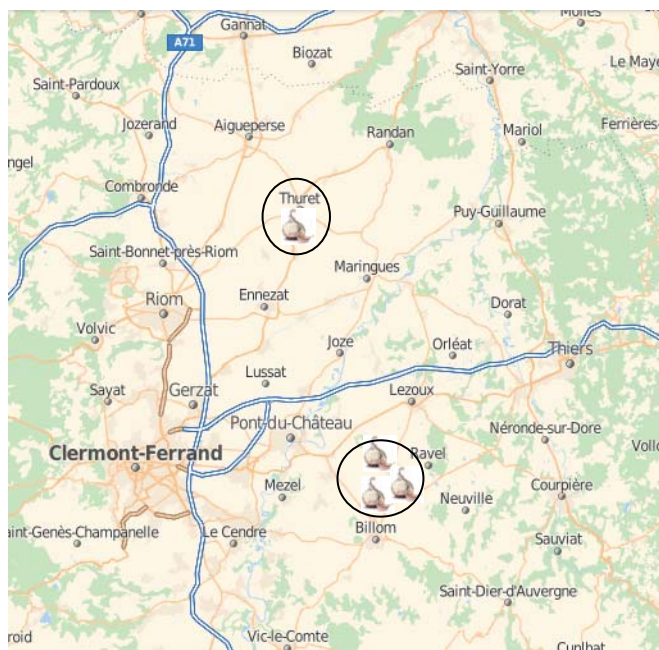 Molles
Gannat
A71
Biozat
Le Maye
Saint-Yorre
Saint-Pardoux
Jozerand
Aigueperse
Randan
Mariol
Ferrières-
ngel
Combronde
Thuret
Puy-Guillaume
Saint-Bonnet-près-Riom
Maringues
Riom
Ennezat
Dorat
Volvic
Joze
Orléat
Thiers
Lussat
Sayat
Gerzat
Lezoux
Pont-du-Château
Néronde-sur-Dore
Clermont-Ferrand
Ravel
Vollo
Mezel
Neuville
Courpière
aint-Genès-Champanelle
Le Cendre
Billom
Sauviat
Saint-Dier-d'Auvergne
roid
Vic-le-Comte
Cunlhat